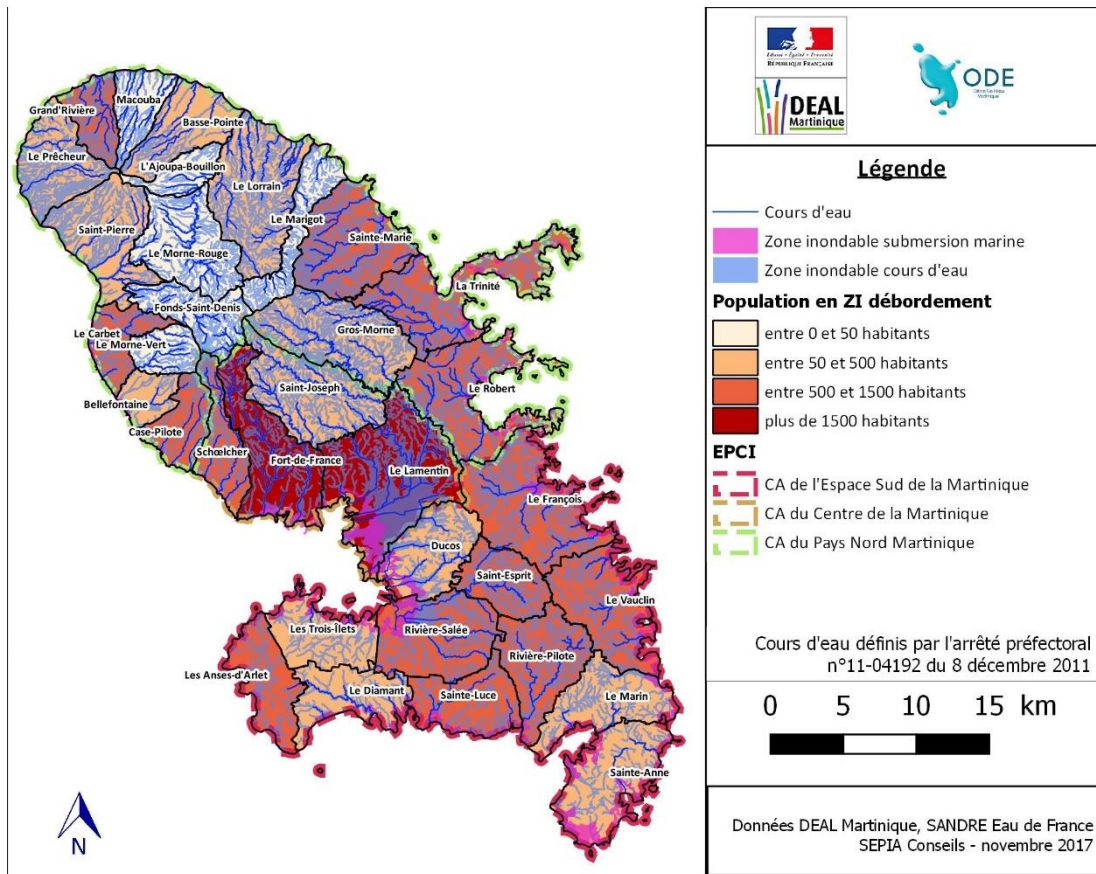 Grand'Rivière
Macouba
Basse-Pointe
Le Prêcheur
L'Ajoupa-Bouillon
Le Lorrain
Le Marigot
Saint-Pierre
Sainte-Marie
Le Morne-Rouge
La Trinité
Fonds-Saint-Denis
Le Carbet
Gros-Morne
Le Morne-Vert
Saint-Joseph
Le Robert
Bellefontaine
Case-Pilote
Schœlcher
Fort-de-France
Le Lamentin
Le François
Ducos
Saint-Esprit
Le Vauclin
Les Trois-Îlets
Rivière-Salée
Rivière-Pilote
Les Anses-d'Arlet
Le Diamant
Sainte-Luce
Le Marin
Sainte-Anne
N
Liberté • Égalité • Fraternité
RÉPUBLIQUE FRANÇAISE
DEAL
Martinique
ODE
Légende
Cours d'eau
Zone inondable submersion marine
Zone inondable cours d'eau
Population en ZI débordement
entre 0 et 50 habitants
entre 50 et 500 habitants
entre 500 et 1500 habitants
plus de 1500 habitants
EPCI
CA de l'Espace Sud de la Martinique
CA du Centre de la Martinique
CA du Pays Nord Martinique
Cours d'eau définis par l'arrêté préfectoral
n°11-04192 du 8 décembre 2011
0 5 10 15 km
Données DEAL Martinique, SANDRE Eau de France
SEPIA Conseils - novembre 2017